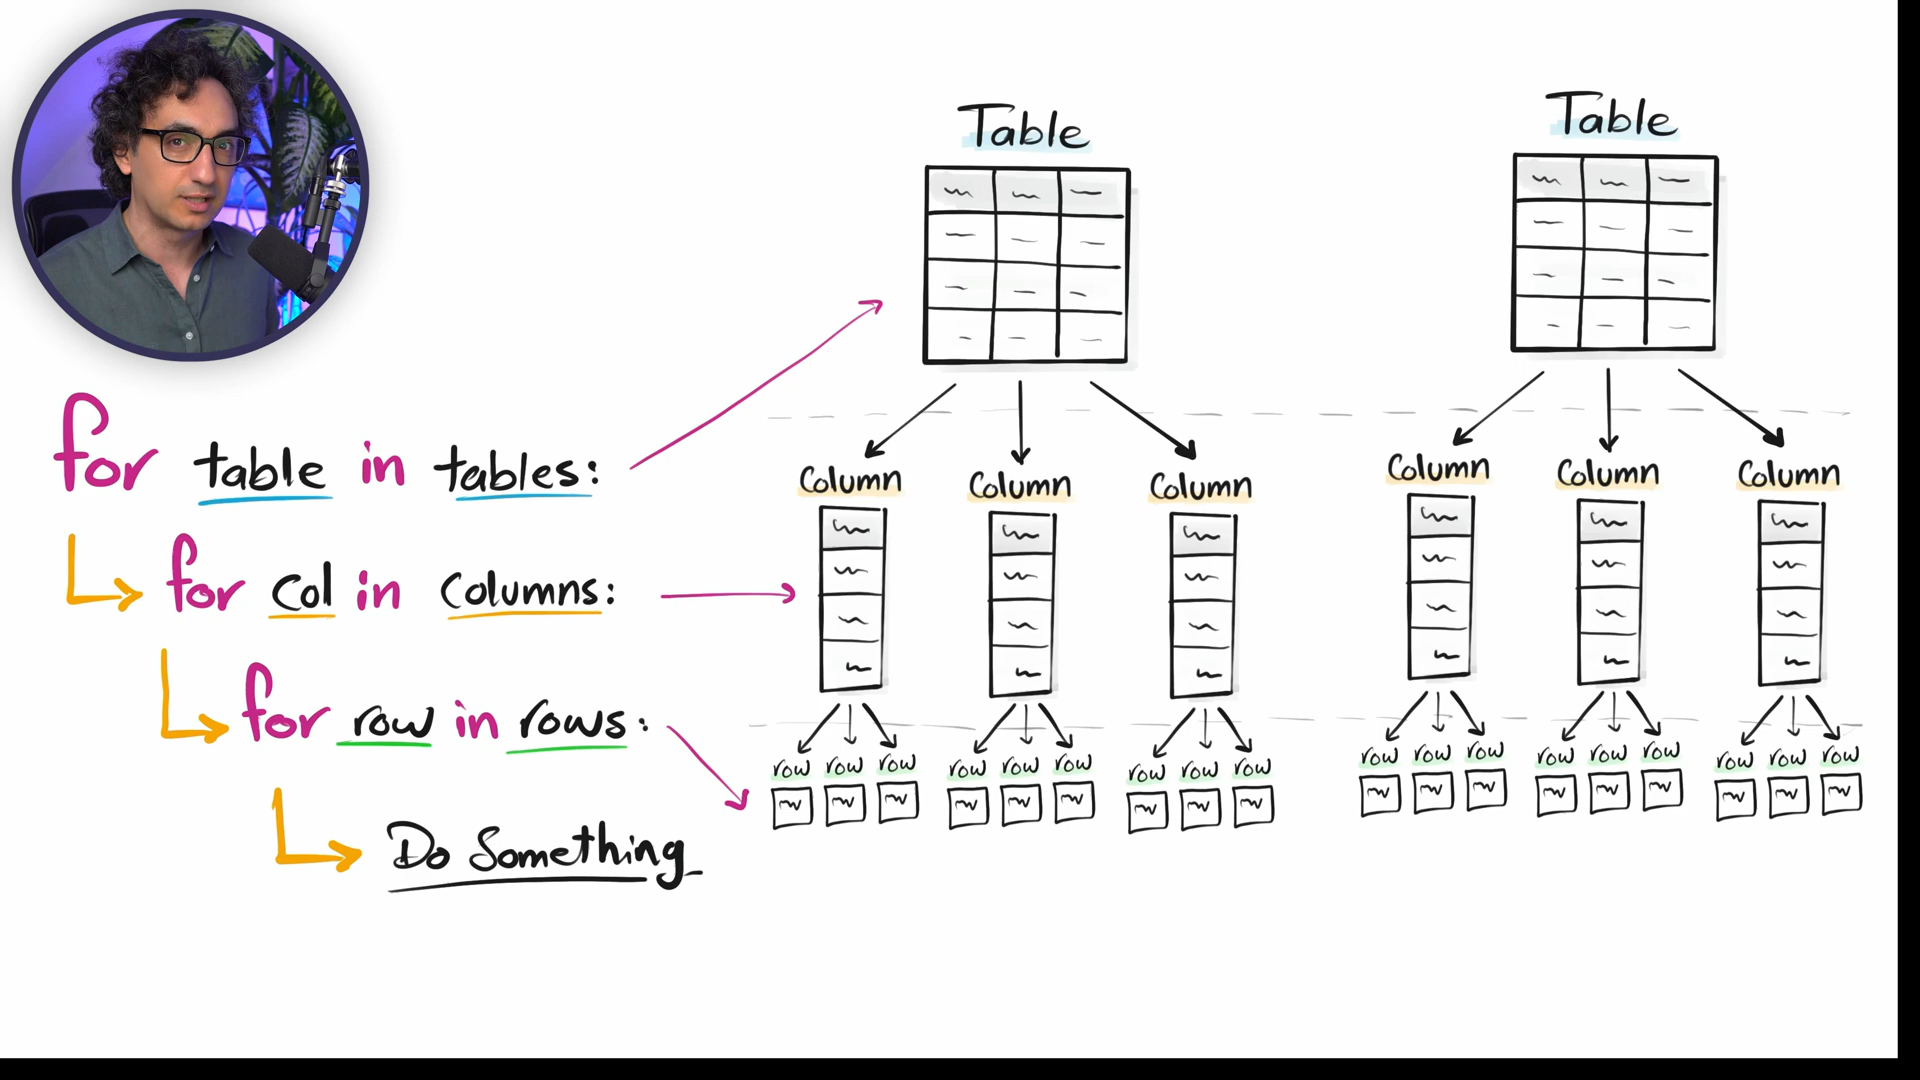 for table in tables:
for col in columns:
for row in rows:
Do Something
Table
Column Column Column
row row row row row row row row row
Table
Column Column Column
row row row row row row row row row